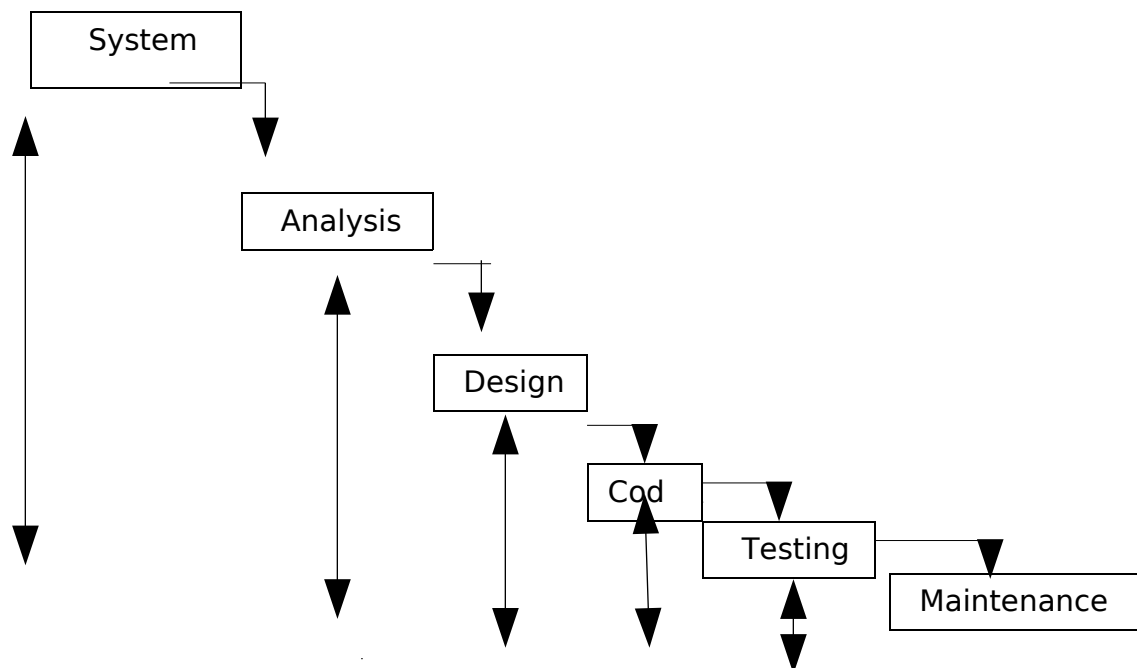 System
Analysis
Design
Cod
Testing
Maintenance